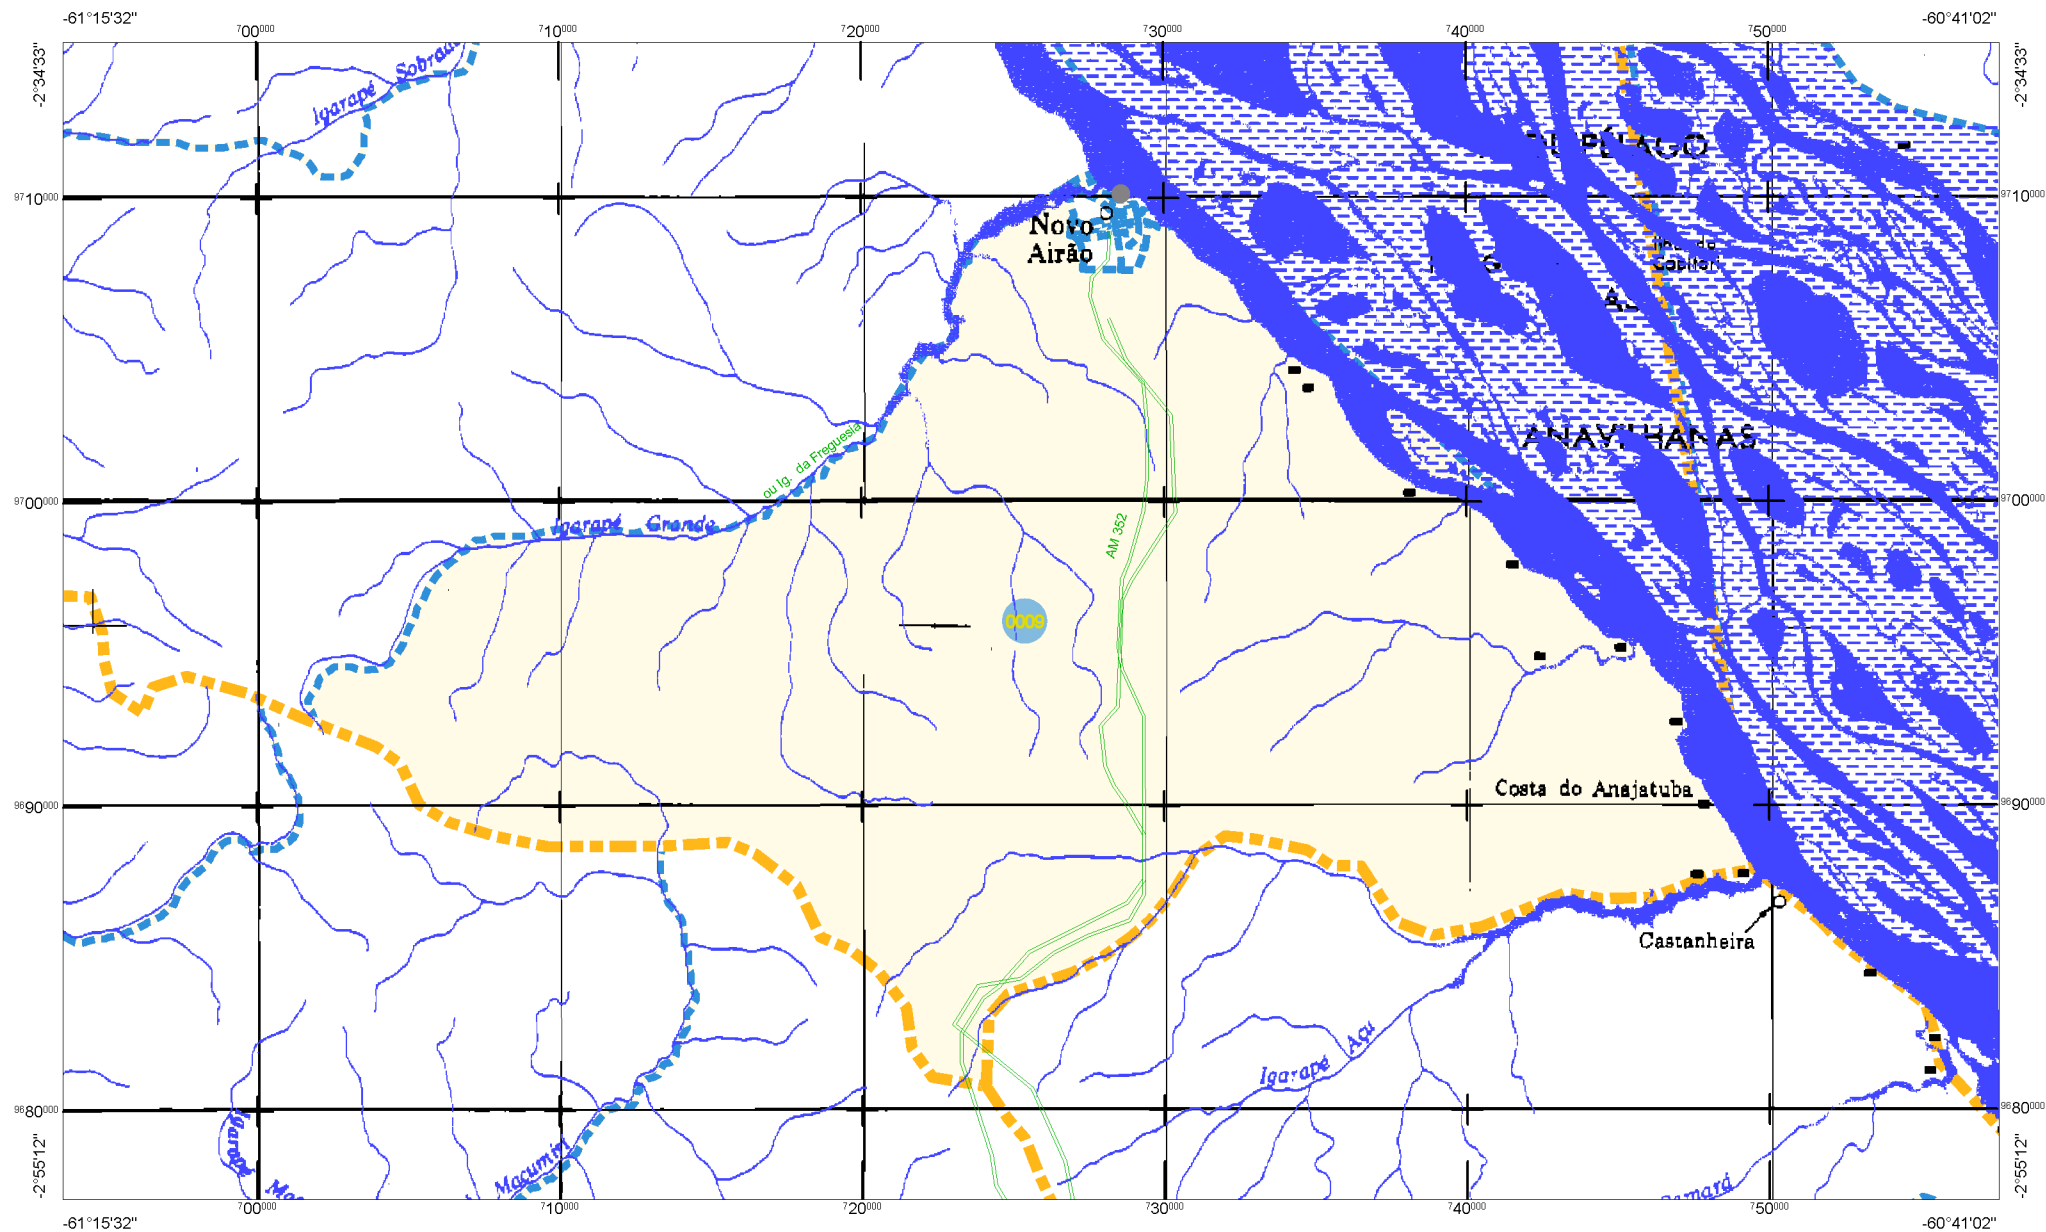 -61°15'32" -60°41'02"
700000 710000 720000 730000 740000 750000
-2°34'33" -2°34'33"
Igarapé
9710000 9710000
Novo
Airão
ou Ig. da Freguesia
ANAVILHANAS
9700000 9700000
Igarapé Grande
AM 352
0009
Costa do Anajatuba
9690000 9690000
Castanheira
Igarapé Açu
9680000 9680000
Igarapé
-2°55'12" -2°55'12"
700000 710000 720000 730000 740000 750000
-61°15'32" -60°41'02"